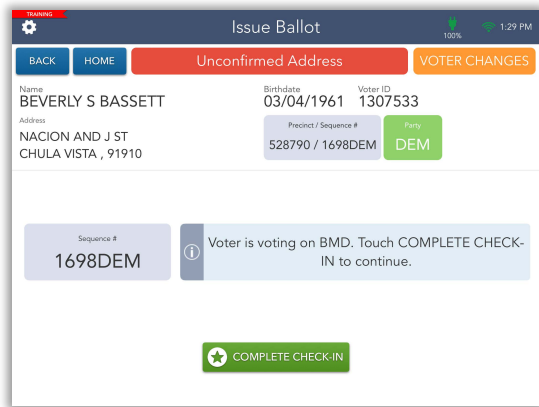 TRAINING
Issue Ballot
100%
1:29 PM
BACK
HOME
Unconfirmed Address
VOTER CHANGES
Name
BEVERLY S BASSETT
Birthdate
03/04/1961
Voter ID
1307533
Address
NACION AND J ST
CHULA VISTA , 91910
Precinct / Sequence #
528790 / 1698DEM
Party
DEM
Sequence #
1698DEM
Voter is voting on BMD. Touch COMPLETE CHECK-
IN to continue.
COMPLETE CHECK-IN